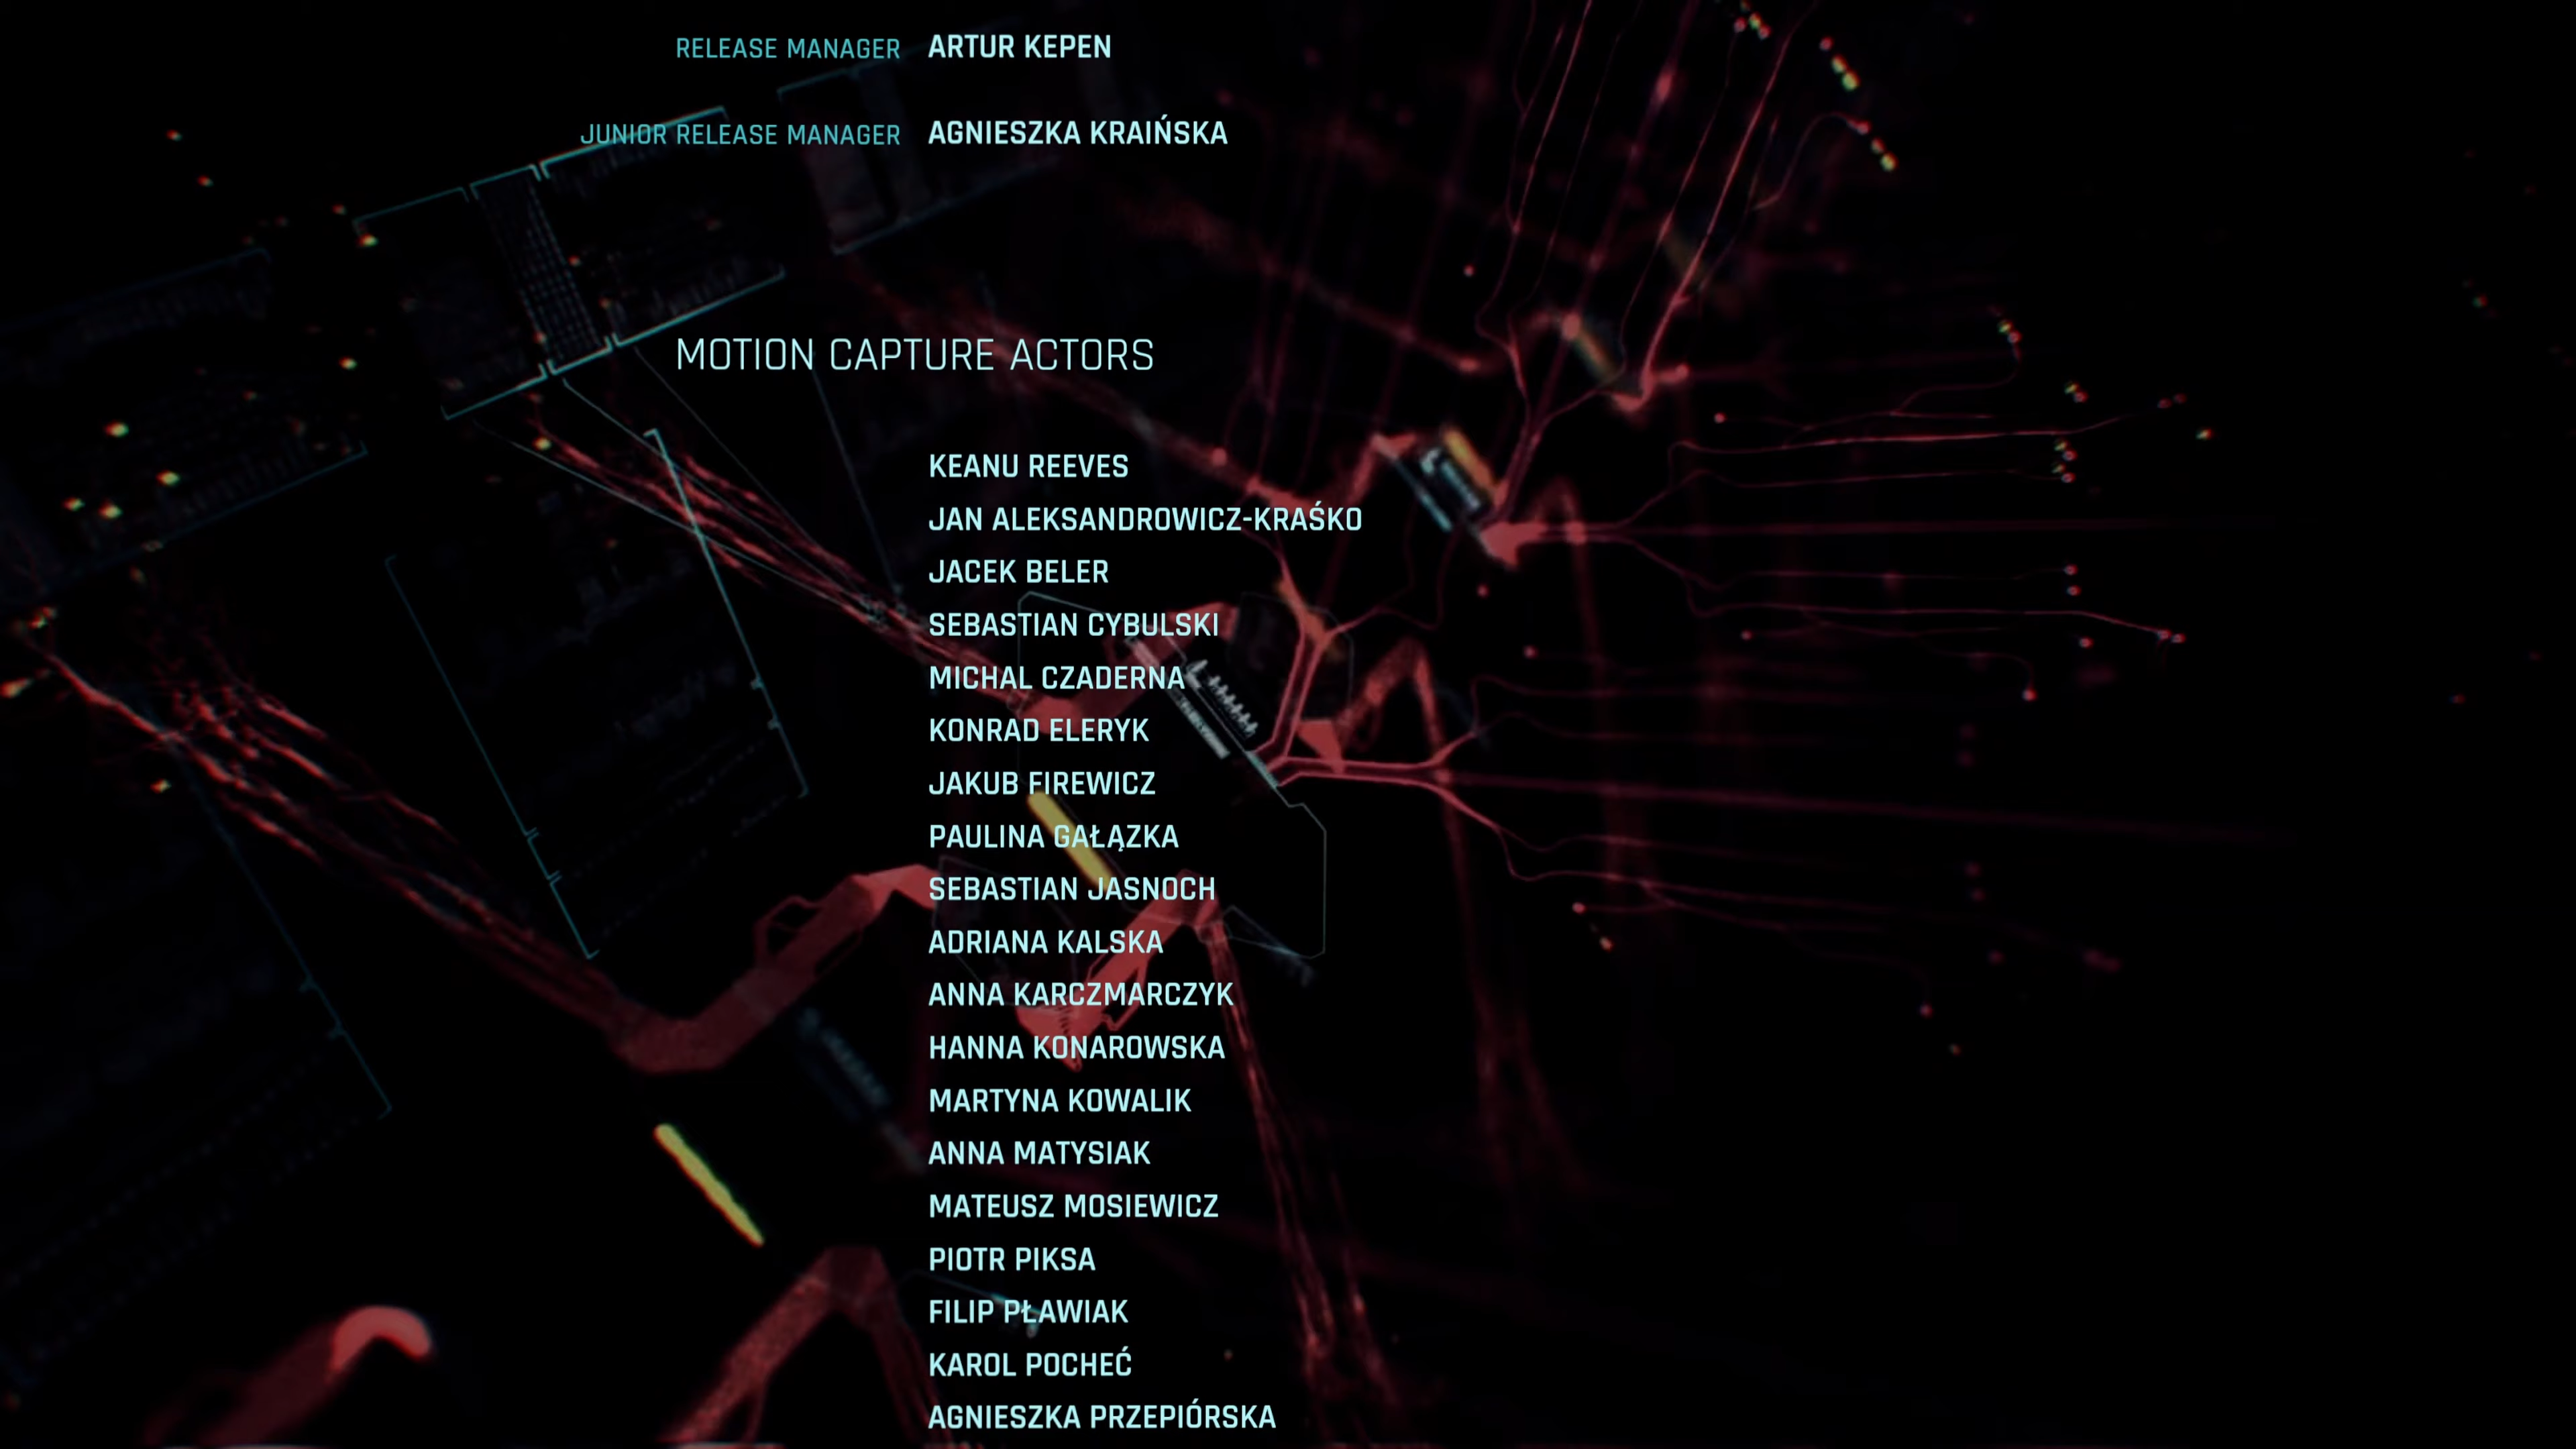 RELEASE MANAGER ARTUR KEPEN
JUNIOR RELEASE MANAGER AGNIESZKA KRAIŃSKA
MOTION CAPTURE ACTORS
KEANU REEVES
JAN ALEKSANDROWICZ-KRAŚKO
JACEK BELER
SEBASTIAN CYBULSKI
MICHAL CZADERNA
KONRAD ELERYK
JAKUB FIREWICZ
PAULINA GAŁĄZKA
SEBASTIAN JASNOCH
ADRIANA KALSKA
ANNA KARCZMARCZYK
HANNA KONAROWSKA
MARTYNA KOWALIK
ANNA MATYSIAK
MATEUSZ MOSIEWICZ
PIOTR PIKSA
FILIP PŁAWIAK
KAROL POCHEĆ
AGNIESZKA PRZEPIÓRSKA